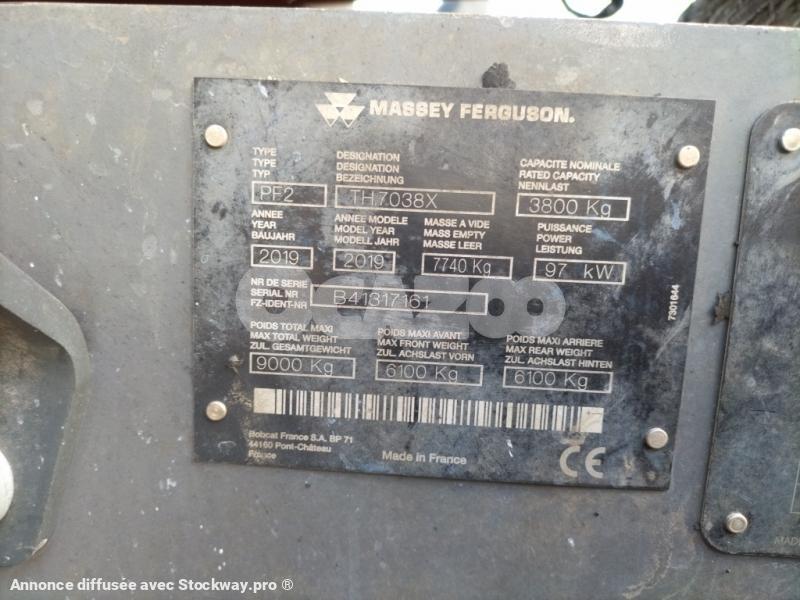 MASSEY FERGUSON.
TYPE
TYPE
TYP
PF2
DESIGNATION
DESIGNATION
BEZEICHNUNG
TH.7038X
CAPACITE NOMINALE
RATED CAPACITY
NENNLAST
3800 Kg
ANNEE
YEAR
BAUJAHR
2019
ANNEE MODELE
MODEL YEAR
MODELL JAHR
2019
MASSE A VIDE
MASS EMPTY
MASSE LEER
7740 Kg
PUISSANCE
POWER
LEISTUNG
97 kW
NR DE SERIE
SERIAL NR
FZ-IDENT-NR
B41317161
OCAZOO
POIDS TOTAL MAXI
MAX TOTAL WEIGHT
ZUL. GESAMTGEWICHT
9000 Kg
POIDS MAXI AVANT
MAX FRONT WEIGHT
ZUL. ACHSLAST VORN
6100 Kg
POIDS MAXI ARRIERE
MAX REAR WEIGHT
ZUL. ACHSLAST HINTEN
6100 Kg
7301644
Bobcat France S.A. BP 71
44160 Pont-Château
France
Made in France
CE
MADE
Annonce diffusée avec Stockway.pro ®